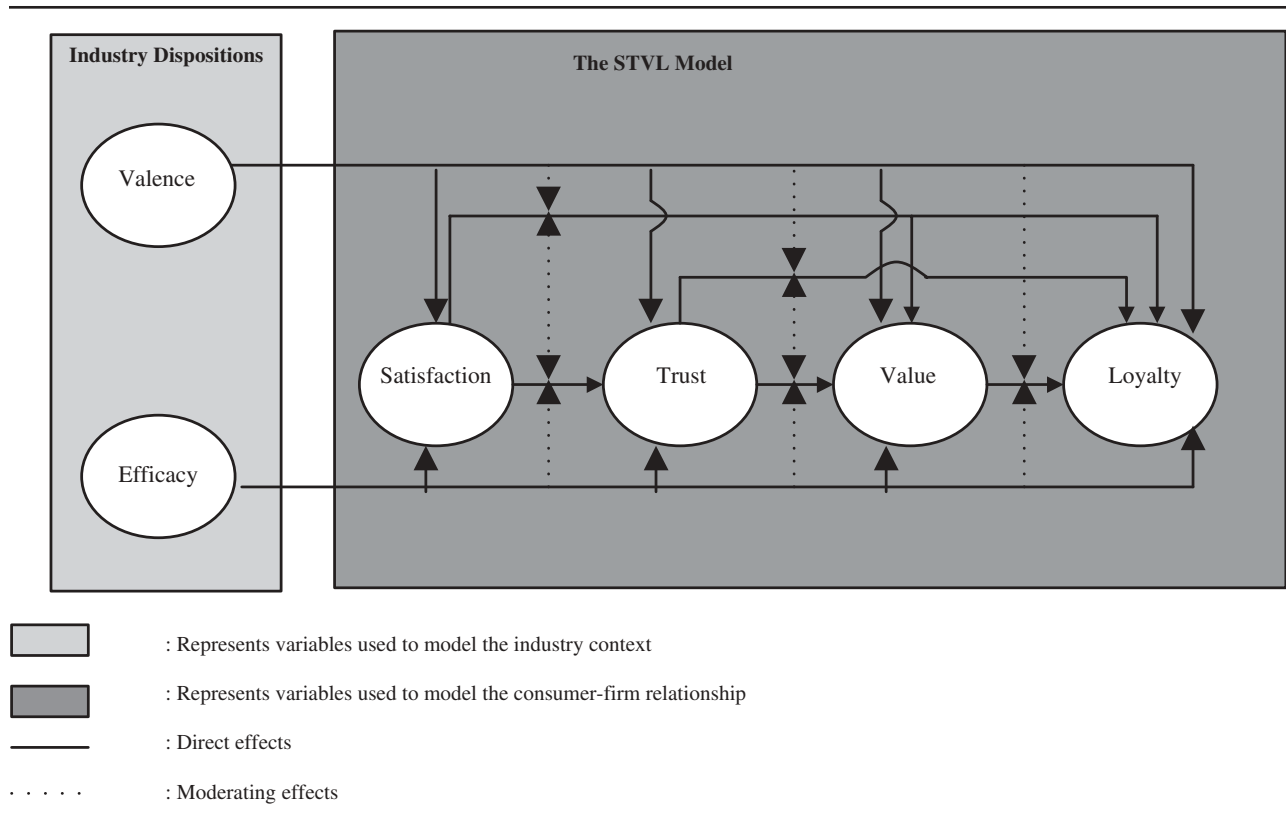 Industry Dispositions
The STVL Model
Valence
Satisfaction
Trust
Value
Loyalty
Efficacy
: Represents variables used to model the industry context
: Represents variables used to model the consumer-firm relationship
: Direct effects
: Moderating effects